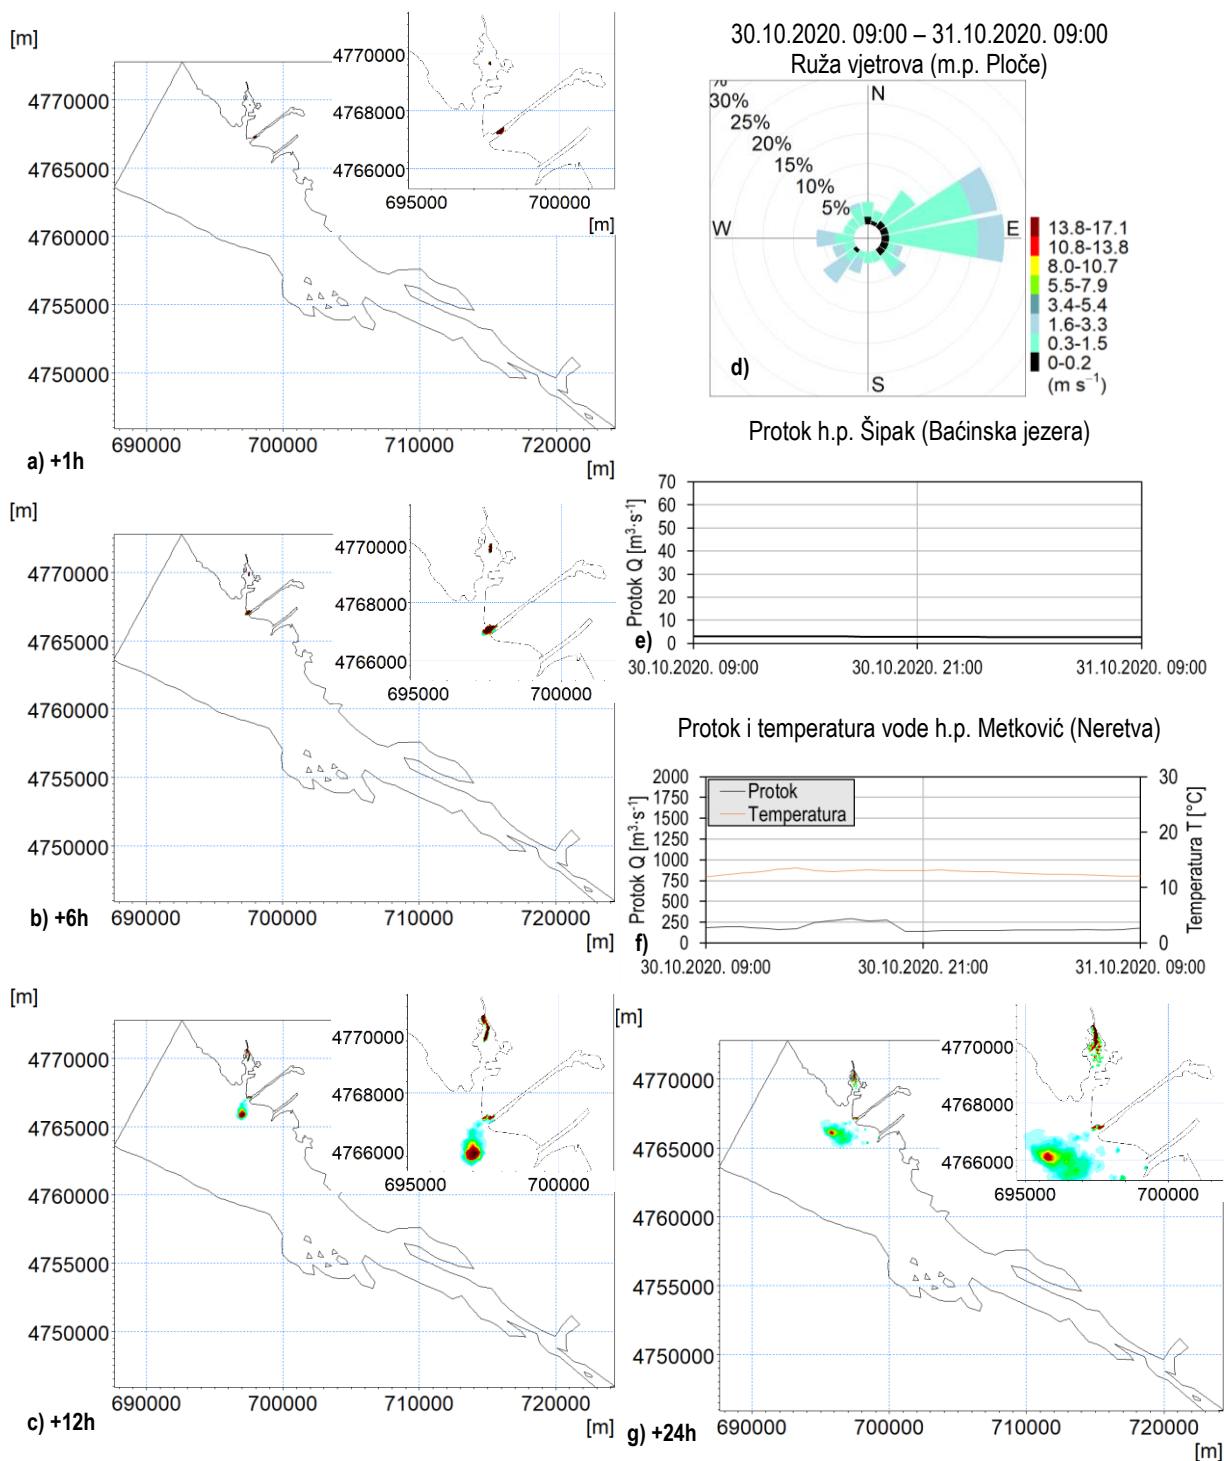 [m]
4770000
4765000
4760000
4755000
4750000
690000 700000 710000 720000
[m]
a) +1h
4770000
4768000
4766000
695000 700000
[m]
30.10.2020. 09:00 – 31.10.2020. 09:00
Ruža vjetrova (m.p. Ploče)
%
30%
25%
20%
15%
10%
5%
N
W
E
S
d)
13.8-17.1
10.8-13.8
8.0-10.7
5.5-7.9
3.4-5.4
1.6-3.3
0.3-1.5
0-0.2
(m s⁻¹)
Protok h.p. Šipak (Baćinska jezera)
Protok Q [m³·s⁻¹]
70
60
50
40
30
20
10
0
e)
30.10.2020. 09:00 30.10.2020. 21:00 31.10.2020. 09:00
[m]
4770000
4765000
4760000
4755000
4750000
690000 700000 710000 720000
[m]
b) +6h
4770000
4768000
4766000
695000 700000
Protok i temperatura vode h.p. Metković (Neretva)
Protok Q [m³·s⁻¹]
2000
1750
1500
1250
1000
750
500
250
0
Protok
Temperatura
30
20
10
0
Temperatura T [°C]
f)
30.10.2020. 09:00 30.10.2020. 21:00 31.10.2020. 09:00
[m]
4770000
4765000
4760000
4755000
4750000
690000 700000 710000 720000
[m]
c) +12h
4770000
4768000
4766000
695000 700000
[m]
4770000
4765000
4760000
4755000
4750000
690000 700000 710000 720000
[m]
g) +24h
4770000
4768000
4766000
695000 700000